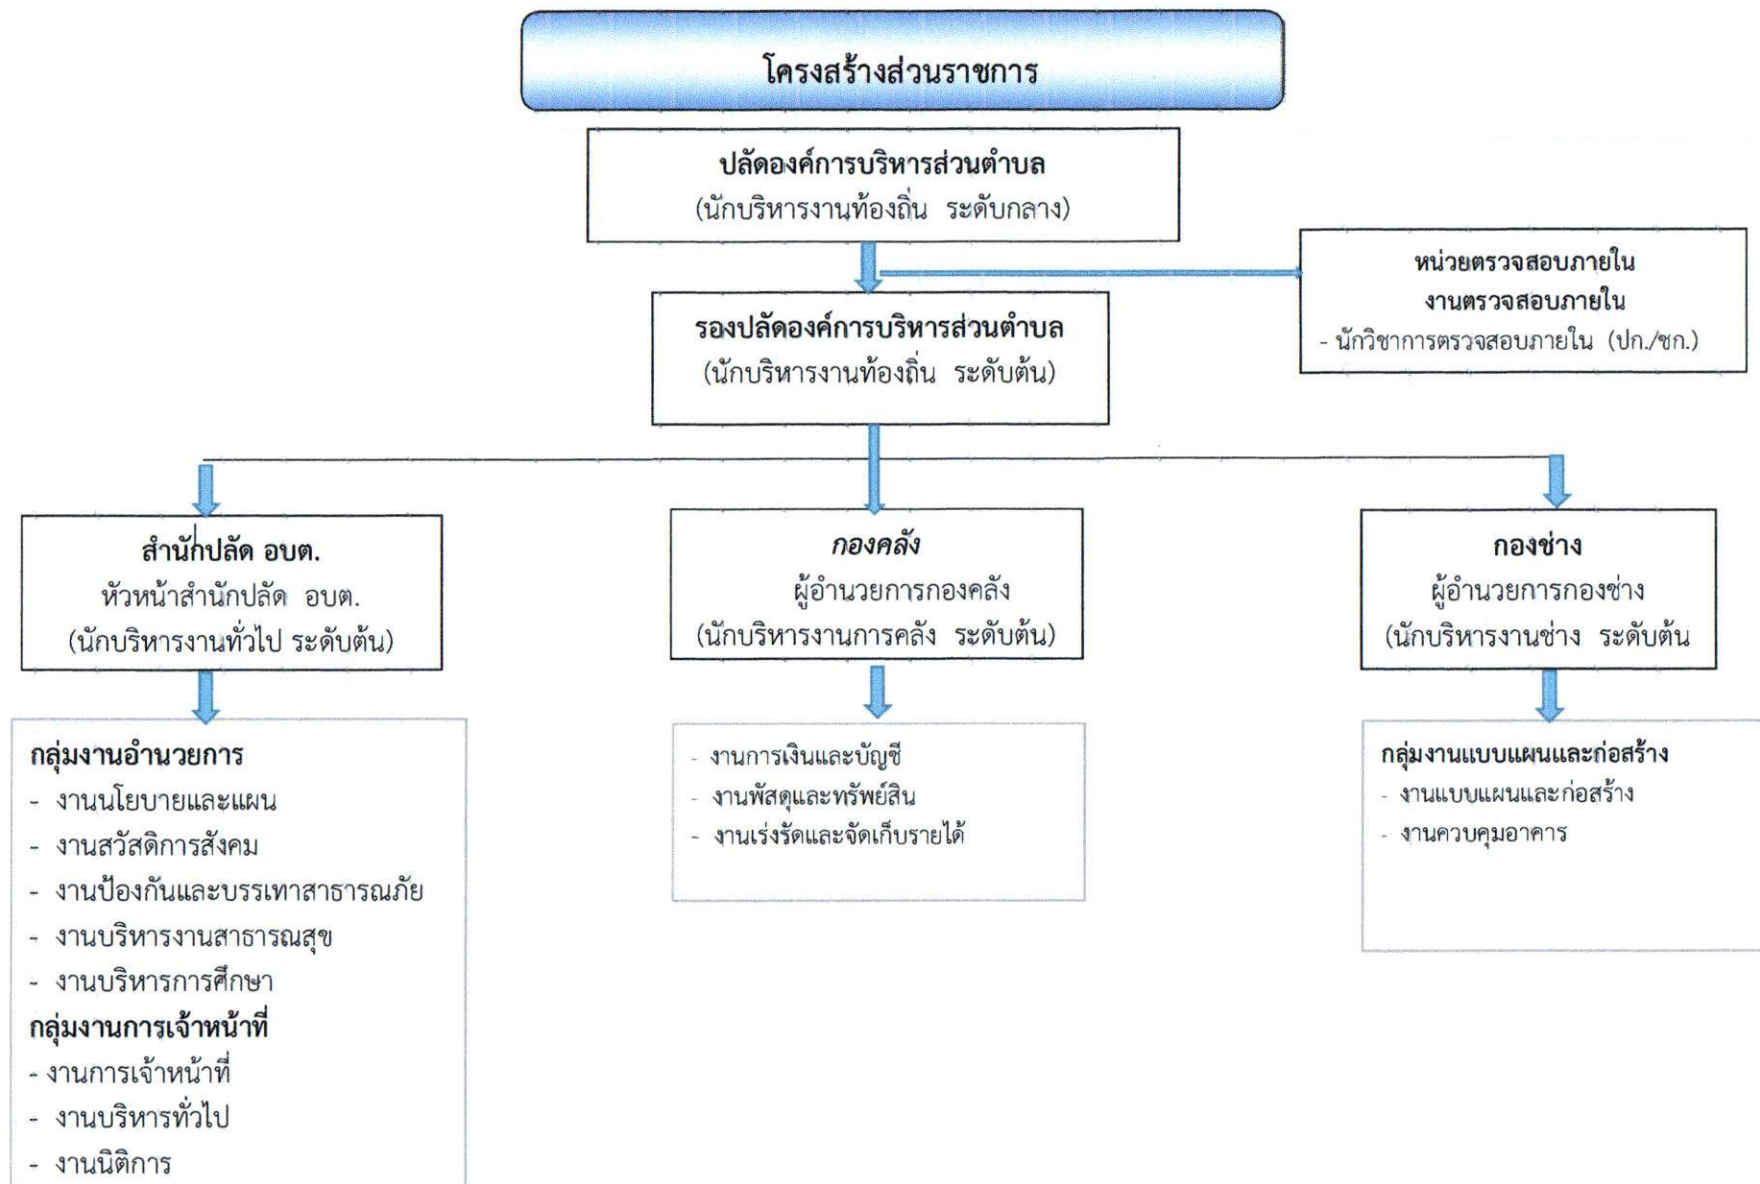 โครงสร้างส่วนราชการ
ปลัดองค์การบริหารส่วนตำบล
(นักบริหารงานท้องถิ่น ระดับกลาง)
หน่วยตรวจสอบภายใน
งานตรวจสอบภายใน
- นักวิชาการตรวจสอบภายใน (ปก./ชก.)
รองปลัดองค์การบริหารส่วนตำบล
(นักบริหารงานท้องถิ่น ระดับต้น)
สำนักปลัด อบต.
หัวหน้าสำนักปลัด อบต.
(นักบริหารงานทั่วไป ระดับต้น)
กองคลัง
ผู้อำนวยการกองคลัง
(นักบริหารงานการคลัง ระดับต้น)
กองช่าง
ผู้อำนวยการกองช่าง
(นักบริหารงานช่าง ระดับต้น
กลุ่มงานอำนวยการ
- งานนโยบายและแผน
- งานสวัสดิการสังคม
- งานป้องกันและบรรเทาสาธารณภัย
- งานบริหารงานสาธารณสุข
- งานบริหารการศึกษา
กลุ่มงานการเจ้าหน้าที่
- งานการเจ้าหน้าที่
- งานบริหารทั่วไป
- งานนิติการ
- งานการเงินและบัญชี
- งานพัสดุและทรัพย์สิน
- งานเร่งรัดและจัดเก็บรายได้
กลุ่มงานแบบแผนและก่อสร้าง
- งานแบบแผนและก่อสร้าง
- งานควบคุมอาคาร